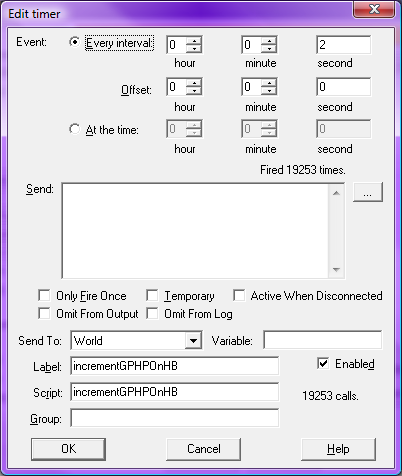 Edit timer
Event: Every interval: 0 0 2
hour minute second
Offset: 0 0 0
hour minute second
At the time: 0 0 0
hour minute second
Fired 19253 times.
Send:
...
Only Fire Once Temporary Active When Disconnected
Omit From Output Omit From Log
Send To: World Variable:
Label: incrementGPHPOnHB Enabled
Script: incrementGPHPOnHB 19253 calls.
Group:
OK Cancel Help